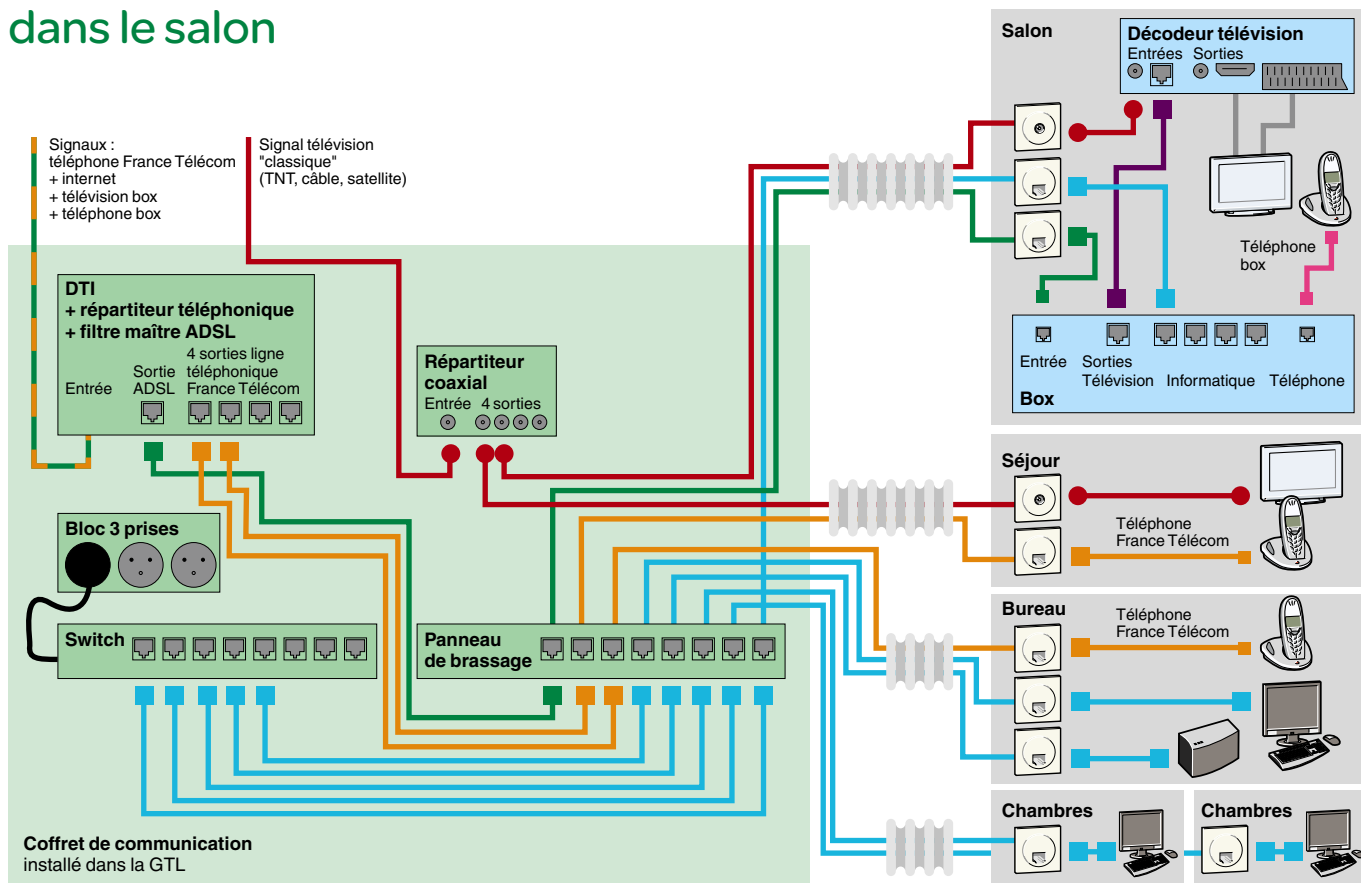 dans le salon
Signaux :
téléphone France Télécom
+ internet
+ télévision box
+ téléphone box
Signal télévision
"classique"
(TNT, câble, satellite)
DTI
+ répartiteur téléphonique
+ filtre maître ADSL
Entrée
Sortie
ADSL
4 sorties ligne
téléphonique
France Télécom
Répartiteur
coaxial
Entrée 4 sorties
Bloc 3 prises
Switch
Panneau
de brassage
Coffret de communication
installé dans la GTL
Salon
Décodeur télévision
Entrées Sorties
Téléphone
box
Entrée
Sorties
Télévision
Informatique
Téléphone
Box
Séjour
Téléphone
France Télécom
Bureau
Téléphone
France Télécom
Chambres
Chambres